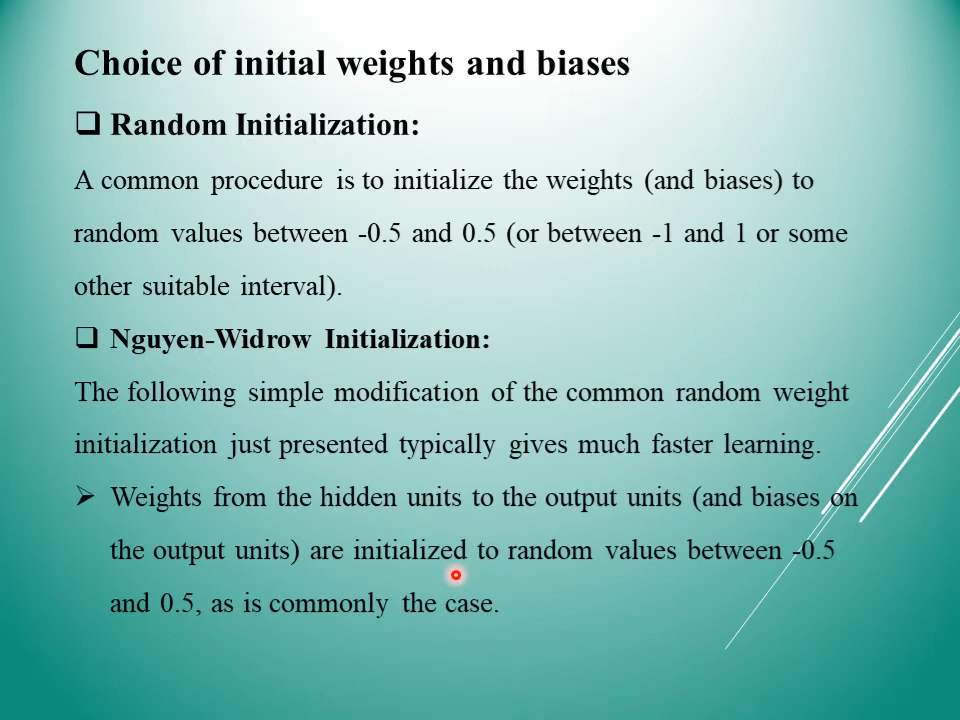 Choice of initial weights and biases
❑ Random Initialization:
A common procedure is to initialize the weights (and biases) to
random values between -0.5 and 0.5 (or between -1 and 1 or some
other suitable interval).
❑ Nguyen-Widrow Initialization:
The following simple modification of the common random weight
initialization just presented typically gives much faster learning.
➢ Weights from the hidden units to the output units (and biases on
the output units) are initialized to random values between -0.5
and 0.5, as is commonly the case.